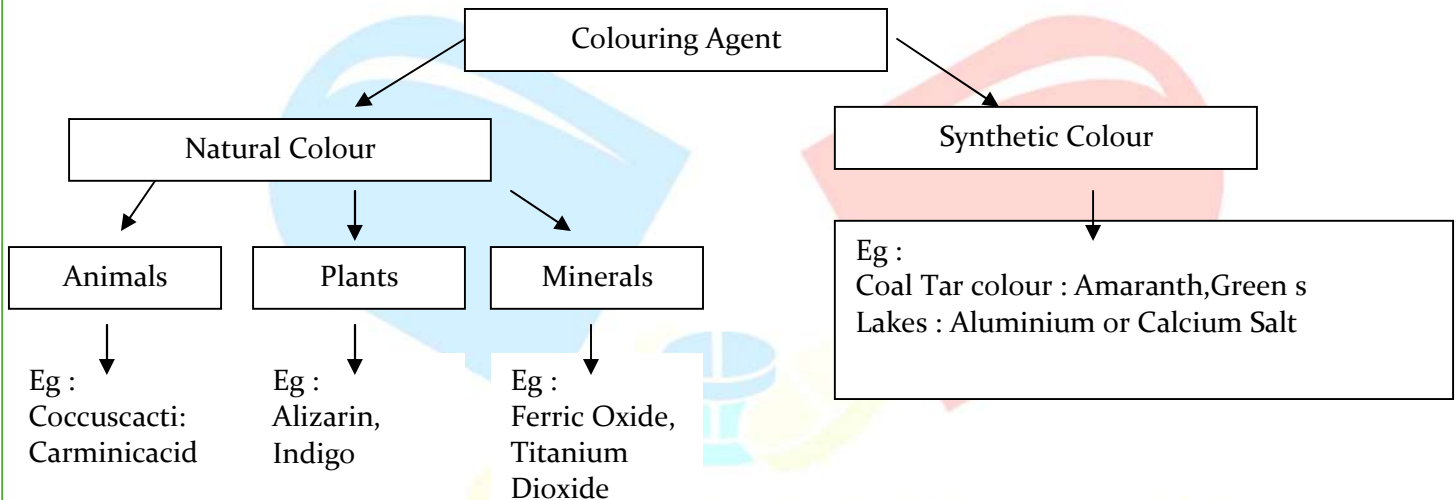 Colouring Agent
Natural Colour
Synthetic Colour
Animals
Plants
Minerals
Eg :
Coal Tar colour : Amaranth,Green s
Lakes : Aluminium or Calcium Salt
Eg :
Coccuscacti:
Carminicacid
Eg :
Alizarin,
Indigo
Eg :
Ferric Oxide,
Titanium
Dioxide